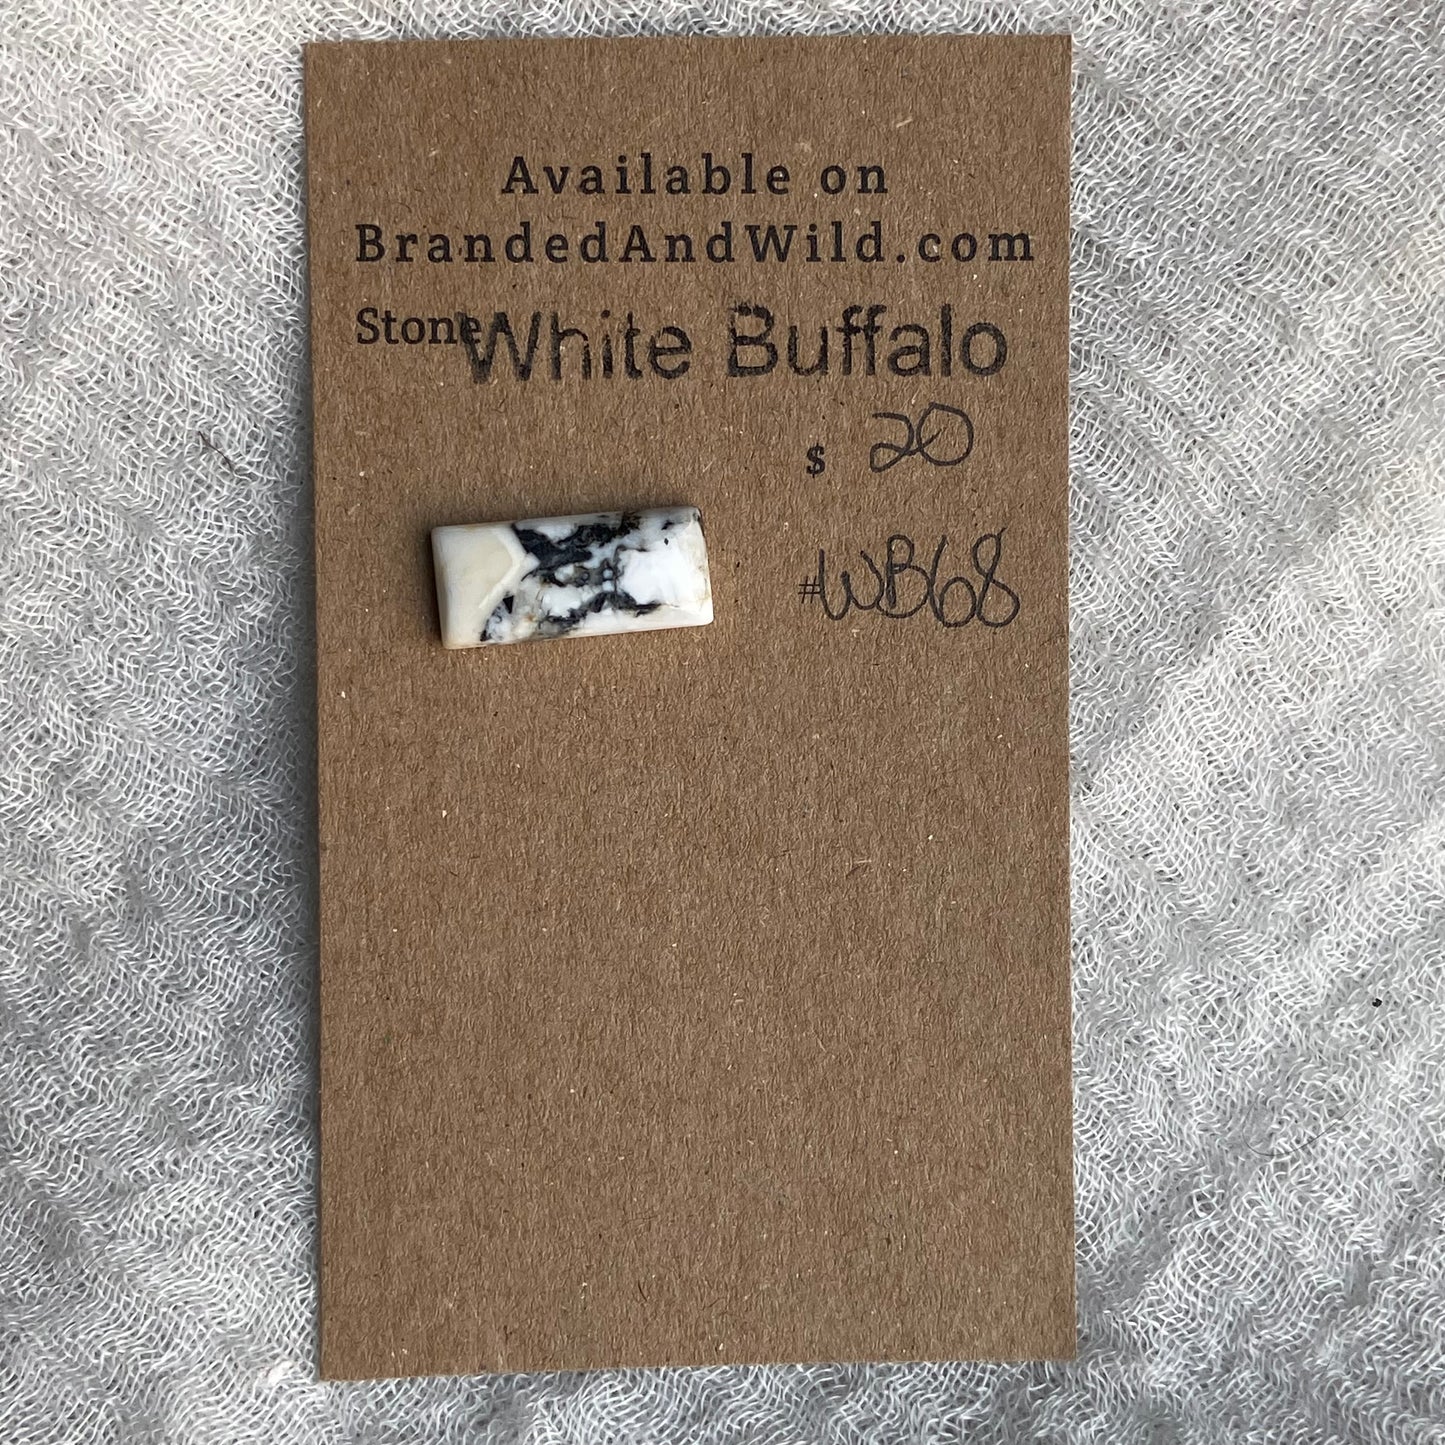 Available on
BrandedAndWild.com
Stone White Buffalo
$ 20
#WB68